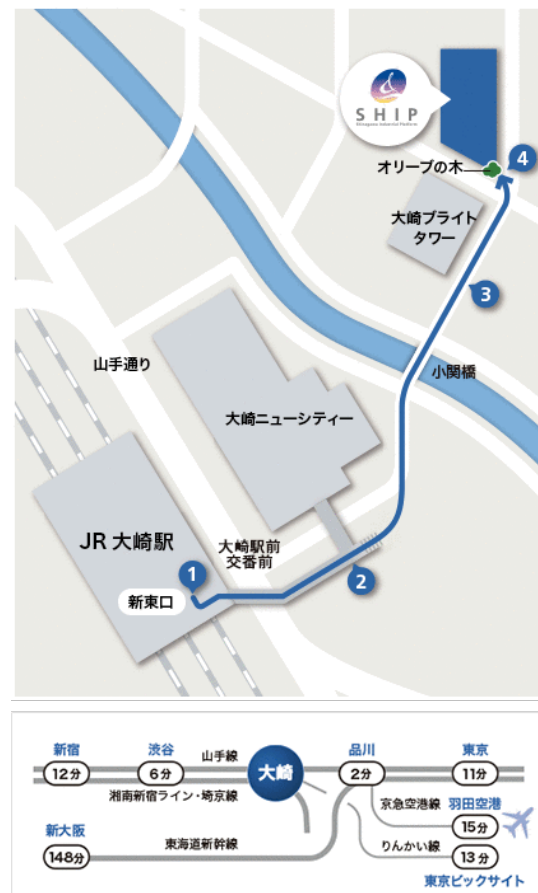 SHIP
Shinagawa Industrial Platform
4
オリーブの木
大崎ブライト
タワー
3
小関橋
山手通り
大崎ニューシティー
JR 大崎駅
大崎駅前
交番前
1
新東口
2
新宿
12分
渋谷
6分
山手線
大崎
品川
2分
東京
11分
湘南新宿ライン・埼京線
京急空港線
羽田空港
15分
新大阪
148分
東海道新幹線
りんかい線
13分
東京ビックサイト